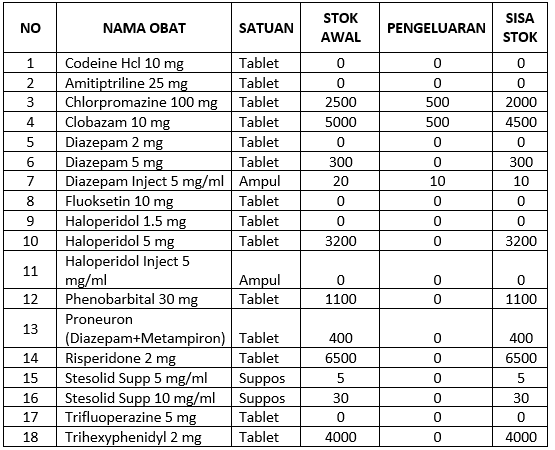 NO NAMA OBAT SATUAN STOK AWAL PENGELUARAN SISA STOK
1 Codeine Hcl 10 mg Tablet 0 0 0
2 Amitiptriline 25 mg Tablet 0 0 0
3 Chlorpromazine 100 mg Tablet 2500 500 2000
4 Clobazam 10 mg Tablet 5000 500 4500
5 Diazepam 2 mg Tablet 0 0 0
6 Diazepam 5 mg Tablet 300 0 300
7 Diazepam Inject 5 mg/ml Ampul 20 10 10
8 Fluoksetin 10 mg Tablet 0 0 0
9 Haloperidol 1.5 mg Tablet 0 0 0
10 Haloperidol 5 mg Tablet 3200 0 3200
11 Haloperidol Inject 5
mg/ml Ampul 0 0 0
12 Phenobarbital 30 mg Tablet 1100 0 1100
13 Proneuron
(Diazepam+Metampiron) Tablet 400 0 400
14 Risperidone 2 mg Tablet 6500 0 6500
15 Stesolid Supp 5 mg/ml Suppos 5 0 5
16 Stesolid Supp 10 mg/ml Suppos 30 0 30
17 Trifluoperazine 5 mg Tablet 0 0 0
18 Trihexyphenidyl 2 mg Tablet 4000 0 4000